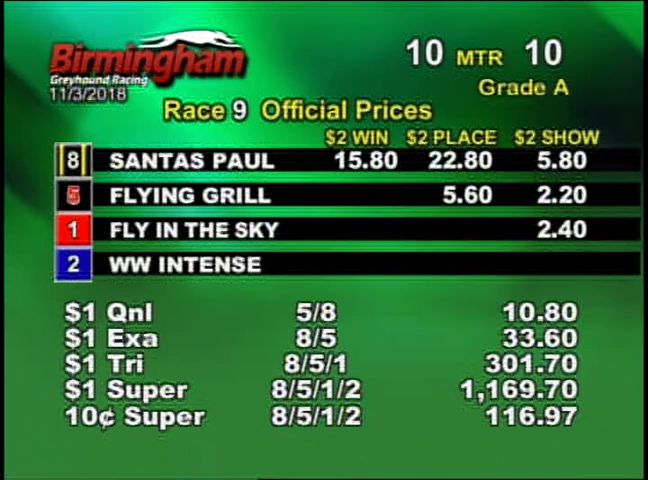 Birmingham
Greyhound Racing
11/3/2018
10 MTR 10
Grade A
Race 9 Official Prices
$2 WIN $2 PLACE $2 SHOW
8 SANTAS PAUL 15.80 22.80 5.80
5 FLYING GRILL 5.60 2.20
1 FLY IN THE SKY 2.40
2 WW INTENSE
$1 Qnl 5/8 10.80
$1 Exa 8/5 33.60
$1 Tri 8/5/1 301.70
$1 Super 8/5/1/2 1,169.70
10¢ Super 8/5/1/2 116.97